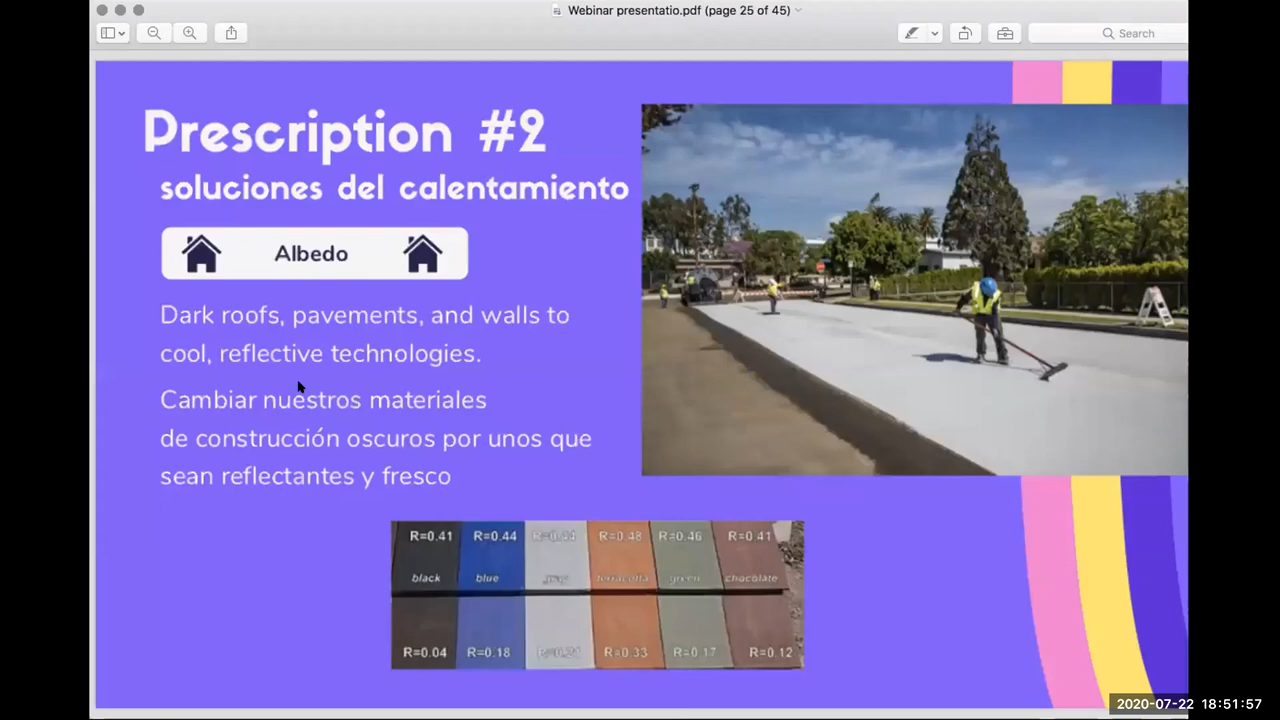 Webinar presentatio.pdf (page 25 of 45)
Search
Prescription #2
soluciones del calentamiento
Albedo
Dark roofs, pavements, and walls to
cool, reflective technologies.
Cambiar nuestros materiales
de construcción oscuros por unos que
sean reflectantes y fresco
R=0.41 R=0.44 R=0.48 R=0.46 R=0.41
black blue gray terracotta green chocolate
R=0.04 R=0.18 R=0.33 R=0.17 R=0.12
2020-07-22 18:51:57